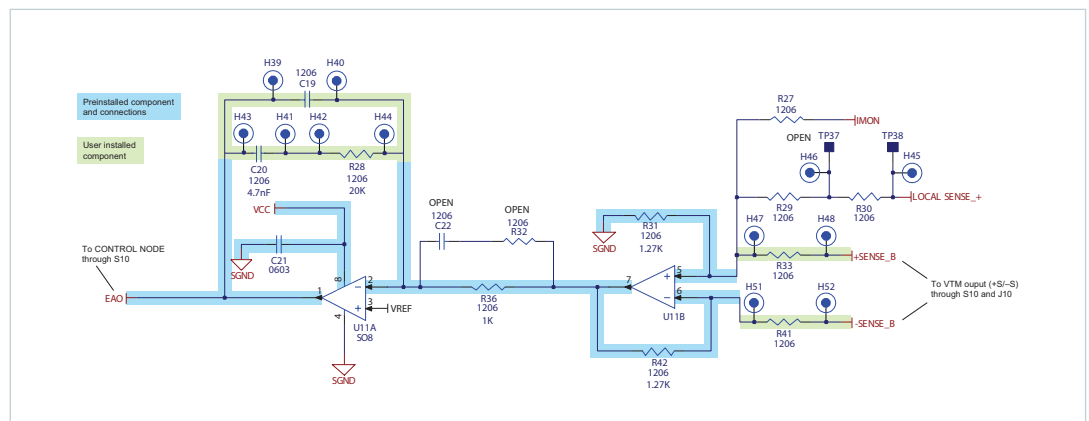 H39
H40
1206
C19
Preinstalled component
and connections
H43
H41
H42
H44
User installed
component
C20
1206
4.7nF
R28
1206
20K
VCC
C21
0603
SGND
To CONTROL NODE
through S10
EAO
1
8
2
3
4
U11A
SO8
VREF
SGND
OPEN
1206
C22
OPEN
1206
R32
R36
1206
1K
SGND
R31
1206
1.27K
7
5
6
U11B
R42
1206
1.27K
R27
1206
IMON
OPEN
TP37
TP38
H46
H45
R29
1206
R30
1206
LOCAL SENSE_+
H47
H48
R33
1206
+SENSE_B
H51
H52
R41
1206
-SENSE_B
To VTM ouput (+S/–S)
through S10 and J10